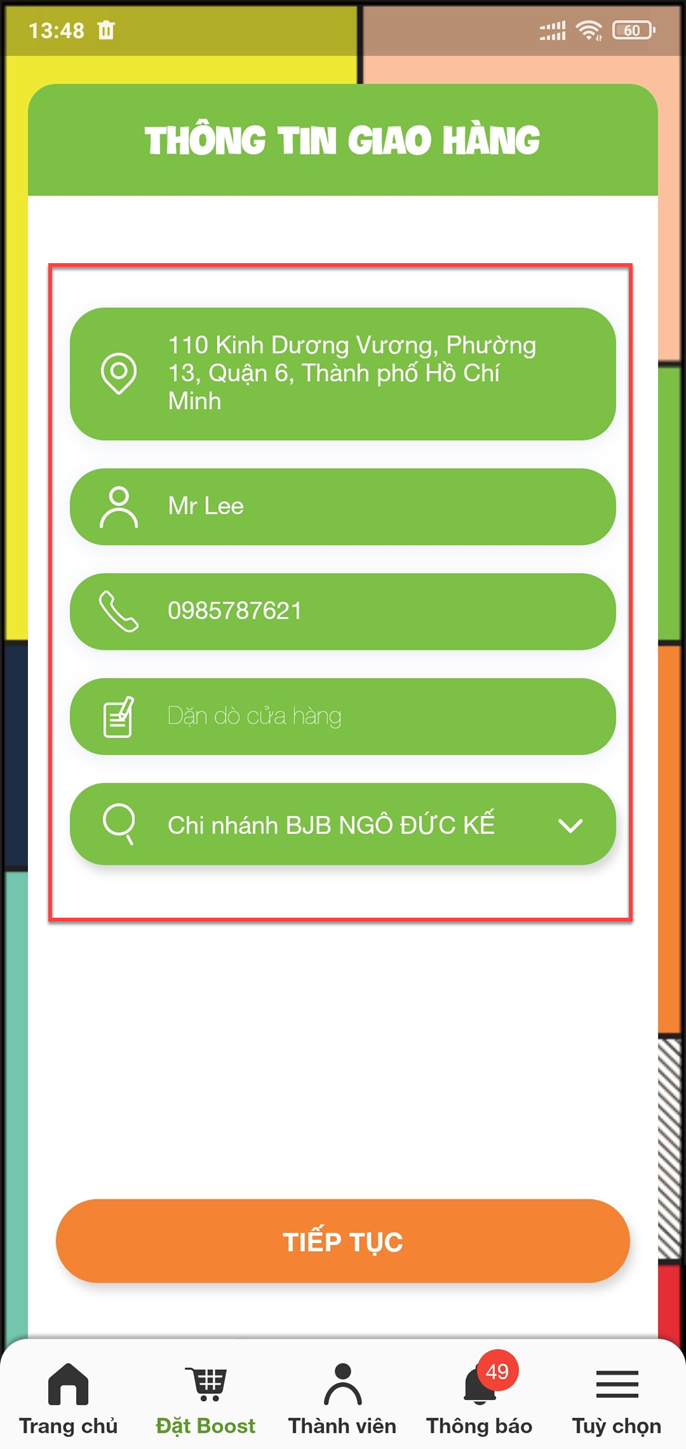 13:48
60
THÔNG TIN GIAO HÀNG
110 Kinh Dương Vương, Phường
13, Quận 6, Thành phố Hồ Chí
Minh
Mr Lee
0985787621
Dặn dò cửa hàng
Chi nhánh BJB NGÔ ĐỨC KẾ
TIẾP TỤC
49
Trang chủ
Đặt Boost
Thành viên
Thông báo
Tuỳ chọn